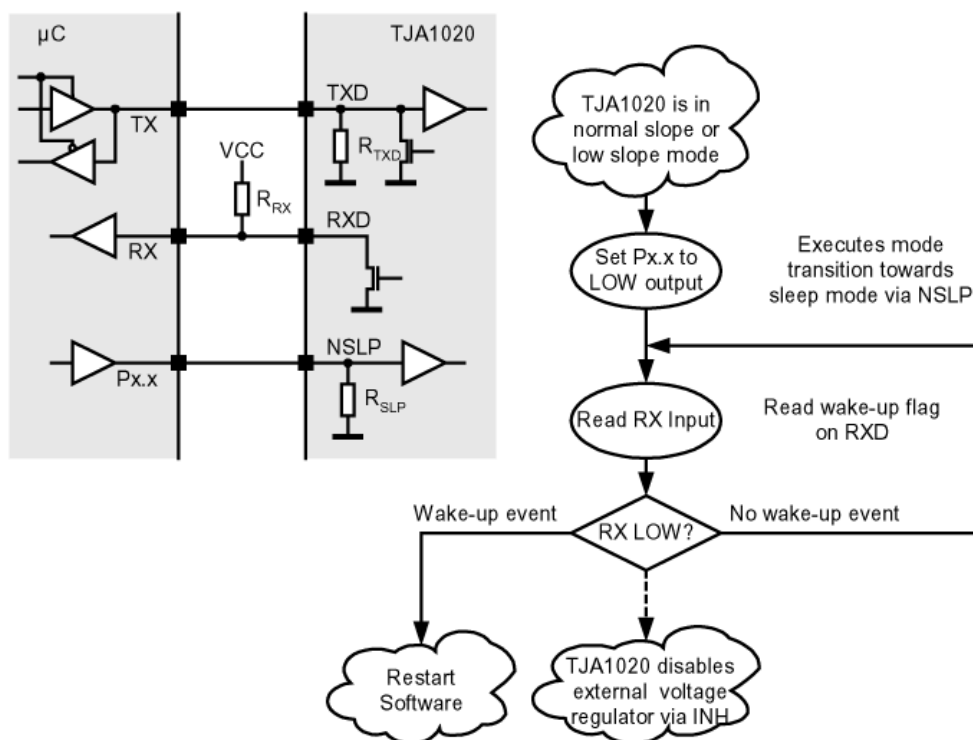 µC
TJA1020
TX
TXD
R_TXD
VCC
R_RX
RXD
RX
NSLP
Px.x
R_SLP
TJA1020 is in
normal slope or
low slope mode
Set Px.x to
LOW output
Executes mode
transition towards
sleep mode via NSLP
Read RX Input
Read wake-up flag
on RXD
Wake-up event
RX LOW?
No wake-up event
Restart
Software
TJA1020 disables
external voltage
regulator via INH